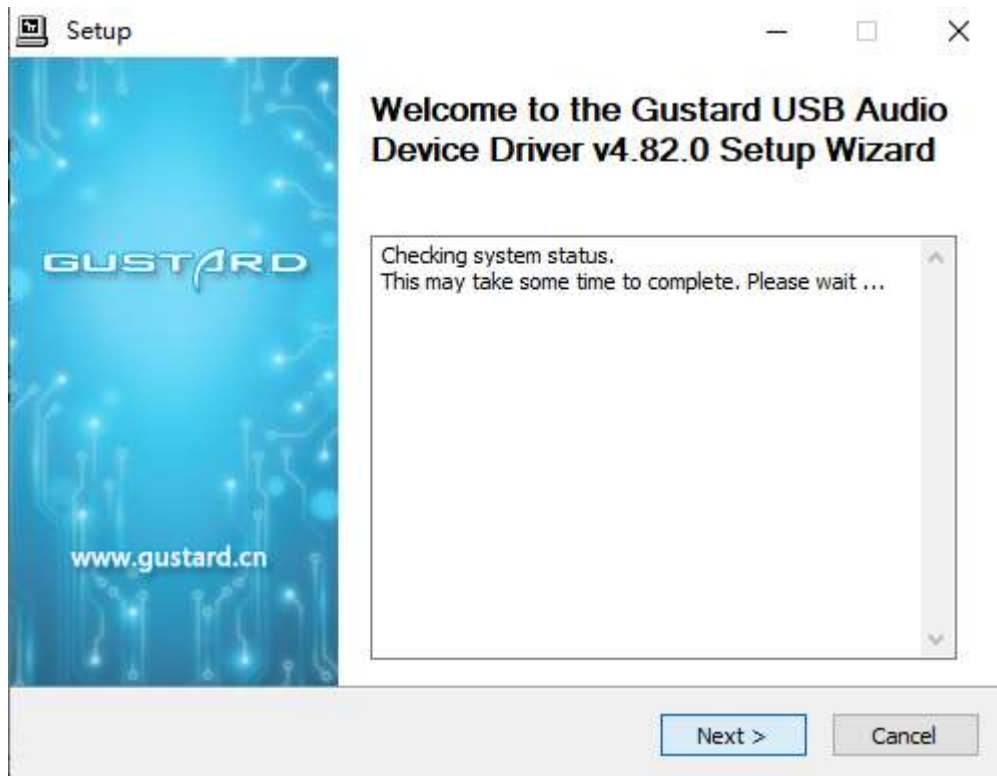 Setup
Welcome to the Gustard USB Audio
Device Driver v4.82.0 Setup Wizard
Checking system status.
This may take some time to complete. Please wait ...
GUSTARD
www.gustard.cn
Next >
Cancel